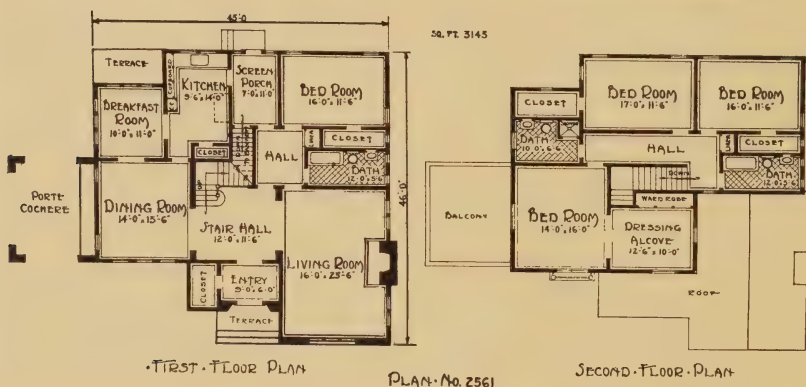 45'-0"
SQ. FT. 3145
TERRACE
CUPBOARD
KITCHEN
9'-6" x 14'-0"
SCREEN
PORCH
7'-0" x 11'-0"
BED ROOM
16'-0" x 11'-6"
BREAKFAST
ROOM
10'-0" x 11'-0"
CLOSET
HALL
LINEN
CLOSET
BATH
12'-0" x 5'-6"
46'-0"
PORTE
COCHERE
DINING ROOM
14'-0" x 15'-6"
UP
STAIR HALL
12'-0" x 11'-6"
LIVING ROOM
16'-0" x 25'-6"
CLOSET
ENTRY
9'-0" x 6'-0"
TERRACE
·FIRST·FLOOR PLAN
CLOSET
BED ROOM
17'-0" x 11'-6"
BED ROOM
16'-0" x 11'-6"
BATH
10'-0" x 6'-6"
HALL
LINEN
CLOSET
DOWN
BATH
12'-0" x 5'-6"
BALCONY
BED ROOM
14'-0" x 16'-0"
WARDROBE
DRESSING
ALCOVE
12'-6" x 10'-0"
ROOF
SECOND·FLOOR·PLAN
PLAN·No. 2561